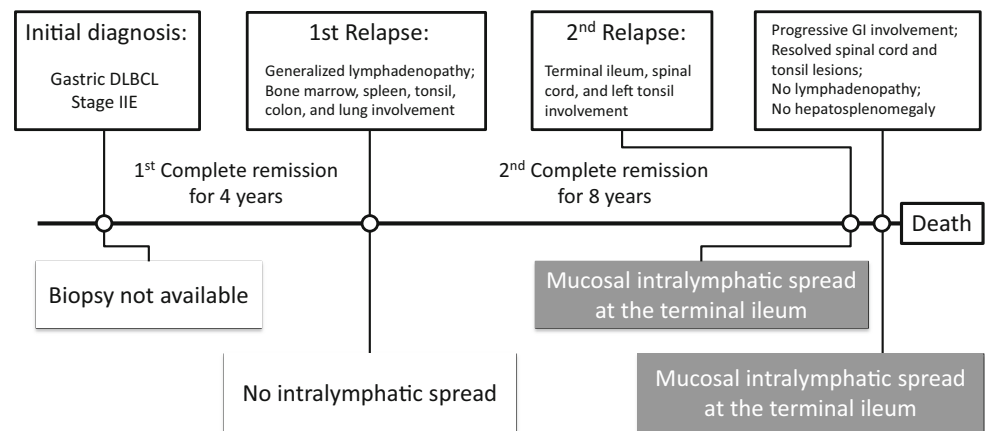 Initial diagnosis:
Gastric DLBCL
Stage IIE
1st Relapse:
Generalized lymphadenopathy;
Bone marrow, spleen, tonsil,
colon, and lung involvement
2nd Relapse:
Terminal ileum, spinal
cord, and left tonsil
involvement
Progressive GI involvement;
Resolved spinal cord and
tonsil lesions;
No lymphadenopathy;
No hepatosplenomegaly
1st Complete remission
for 4 years
2nd Complete remission
for 8 years
Death
Biopsy not available
Mucosal intralymphatic spread
at the terminal ileum
No intralymphatic spread
Mucosal intralymphatic spread
at the terminal ileum